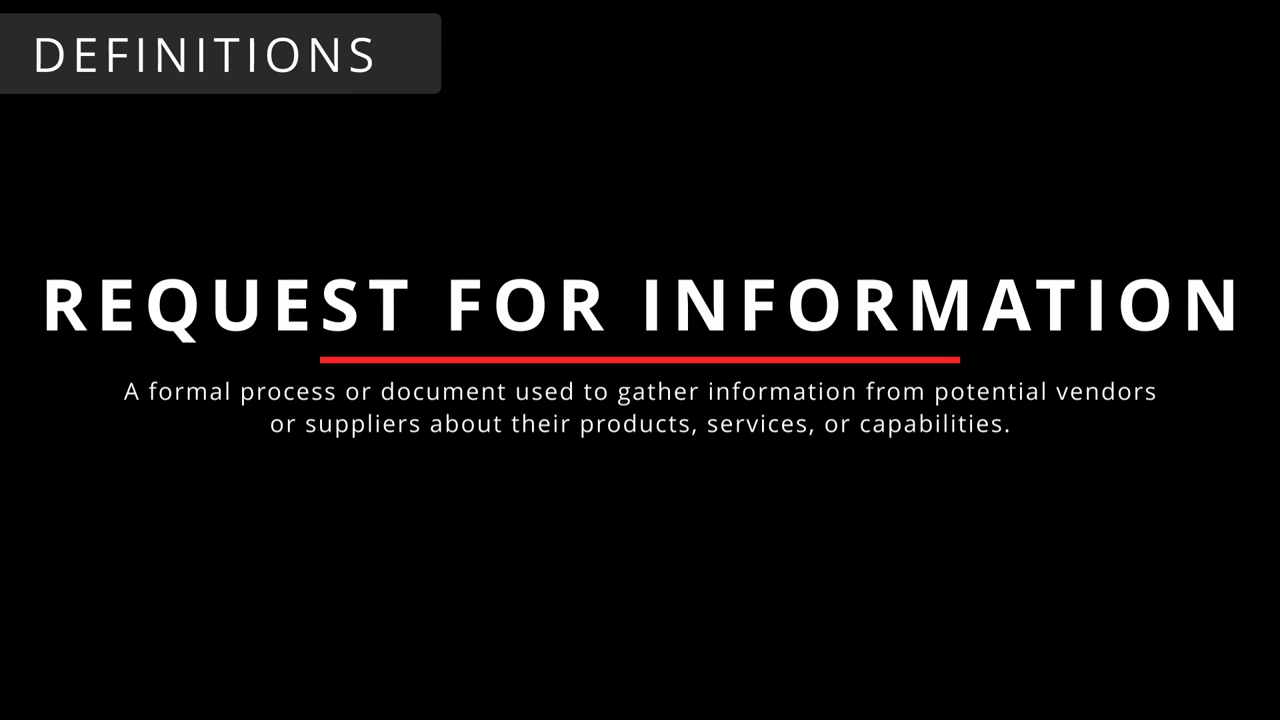 DEFINITIONS
REQUEST FOR INFORMATION
A formal process or document used to gather information from potential vendors
or suppliers about their products, services, or capabilities.